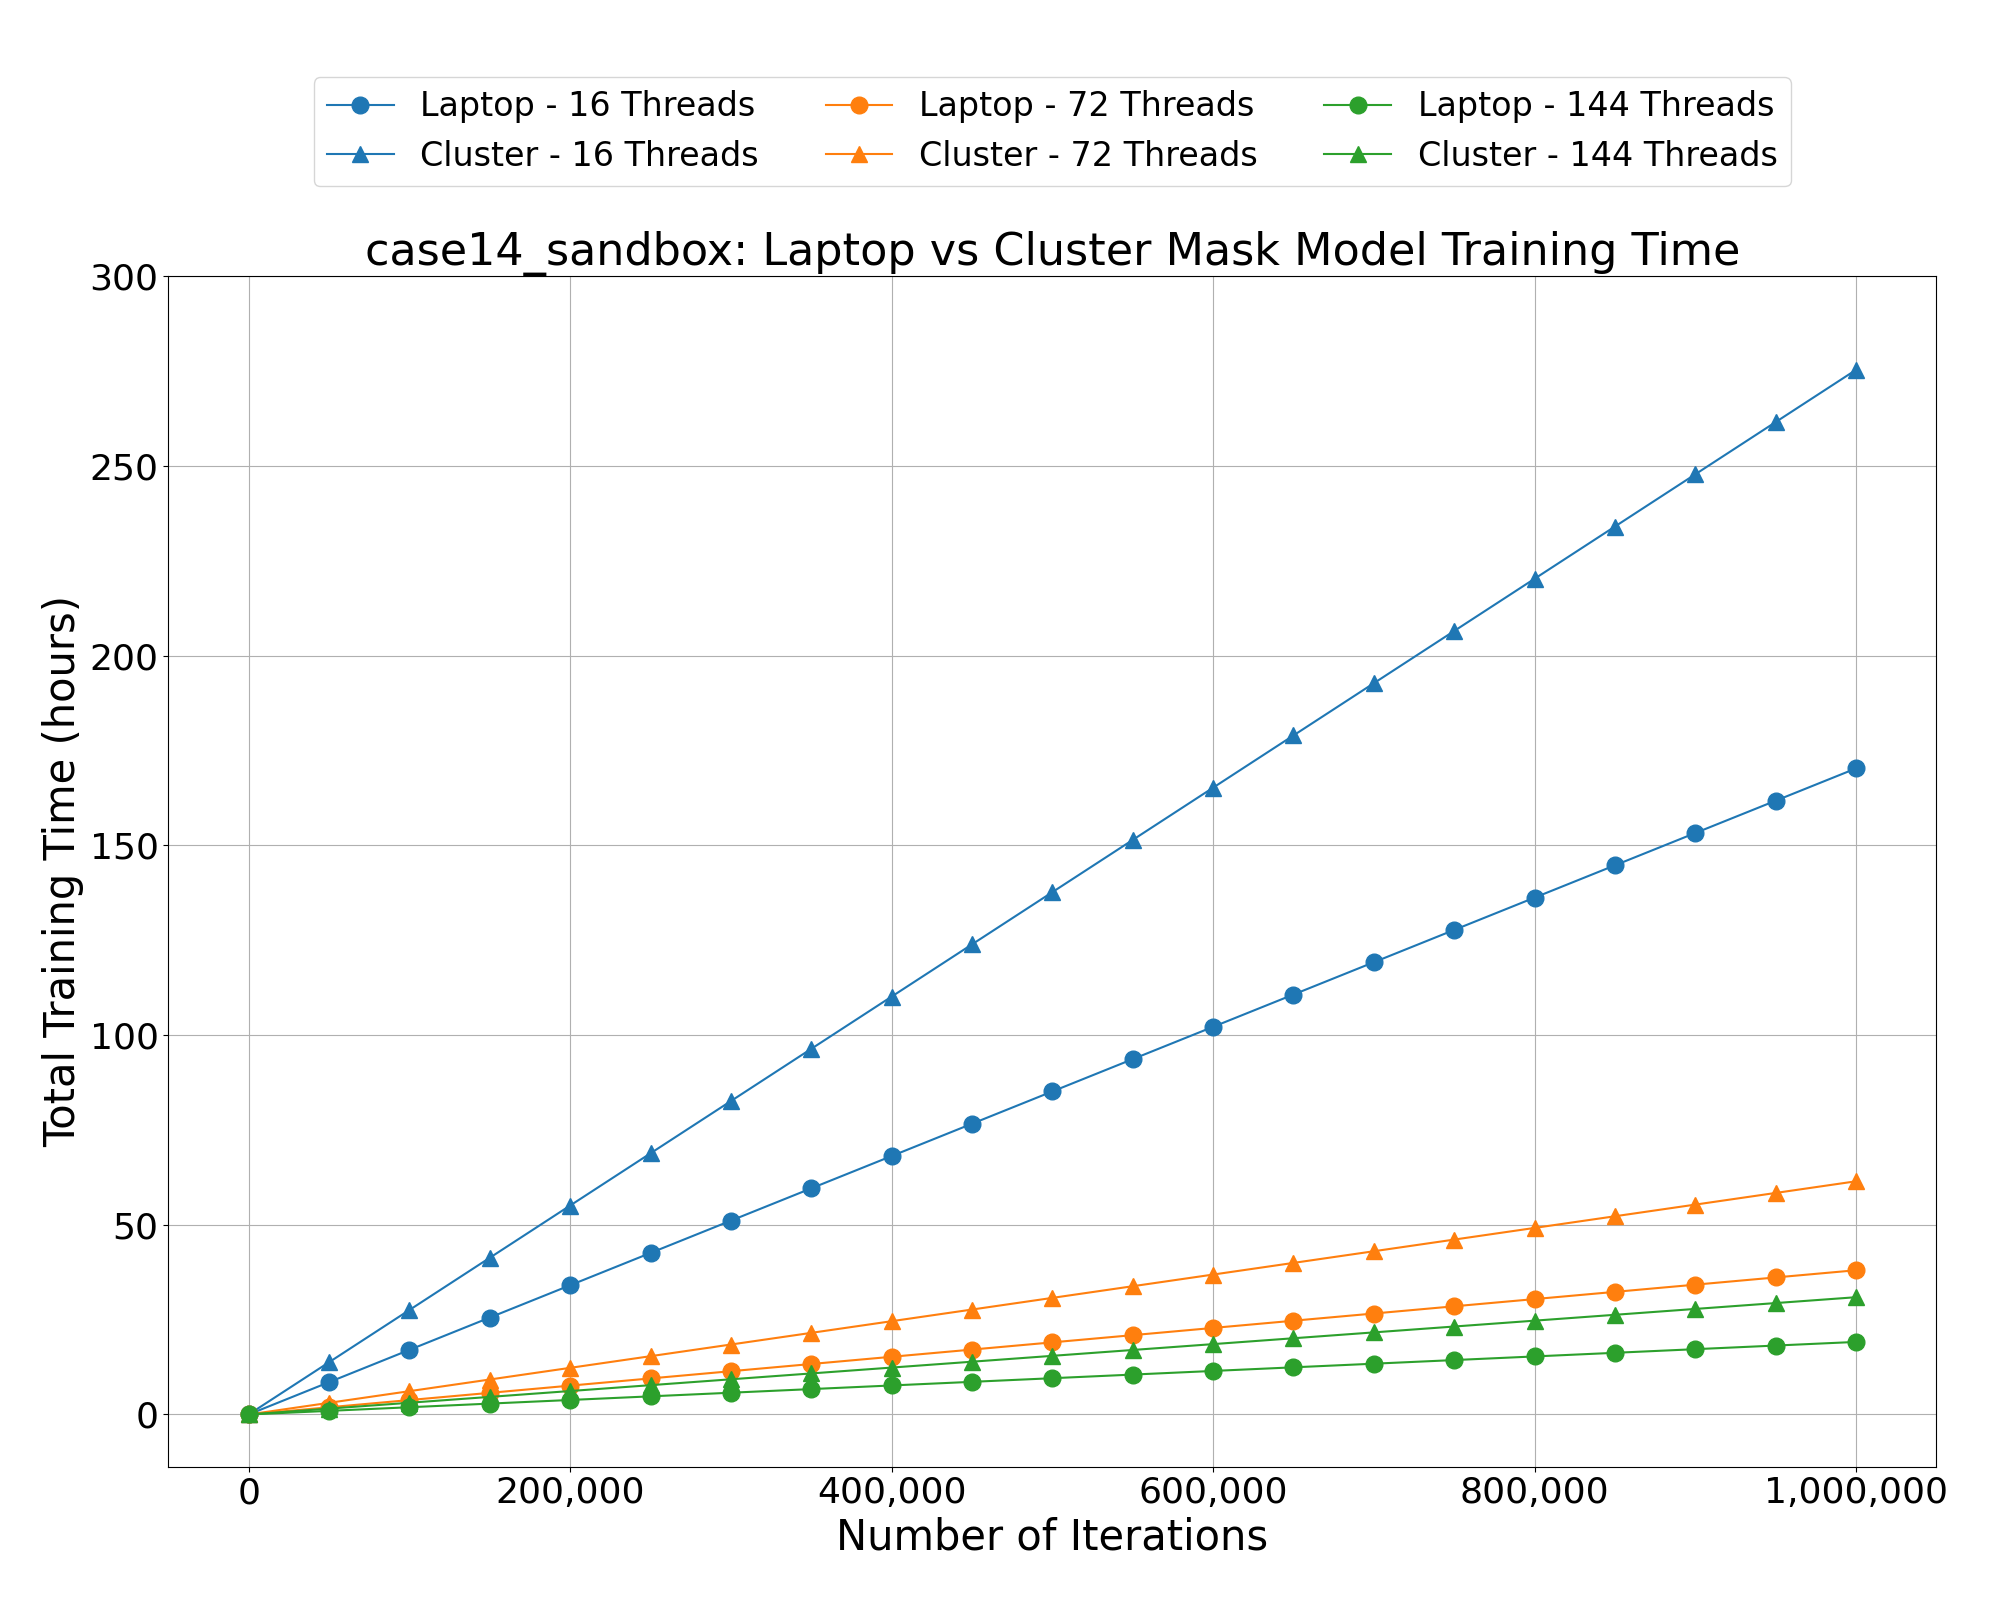 Laptop - 16 Threads
Cluster - 16 Threads
Laptop - 72 Threads
Cluster - 72 Threads
Laptop - 144 Threads
Cluster - 144 Threads
case14_sandbox: Laptop vs Cluster Mask Model Training Time
Total Training Time (hours)
300
250
200
150
100
50
0
0
200,000
400,000
600,000
800,000
1,000,000
Number of Iterations